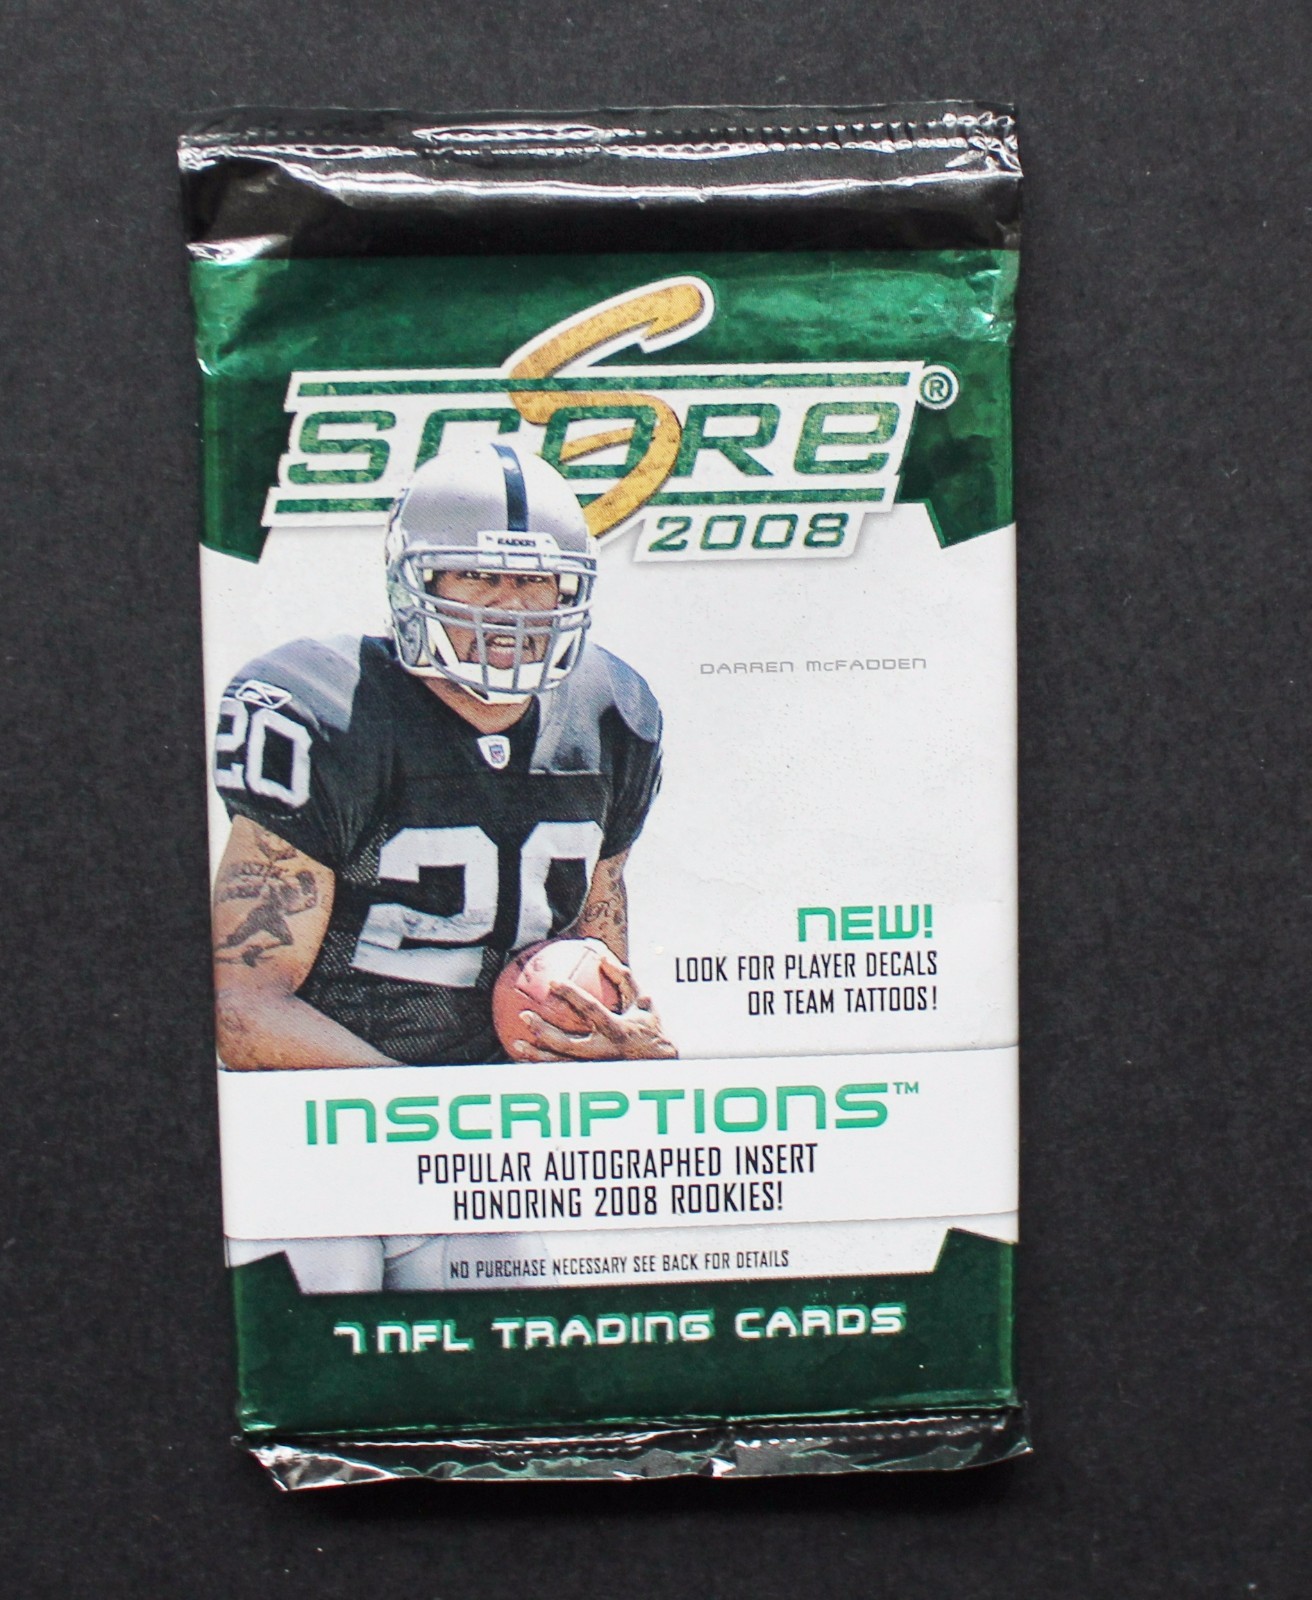 SCORE®
2008
RAIDERS
DARREN McFADDEN
20
20
NEW!
LOOK FOR PLAYER DECALS
OR TEAM TATTOOS!
INSCRIPTIONS™
POPULAR AUTOGRAPHED INSERT
HONORING 2008 ROOKIES!
NO PURCHASE NECESSARY SEE BACK FOR DETAILS
7 NFL TRADING CARDS